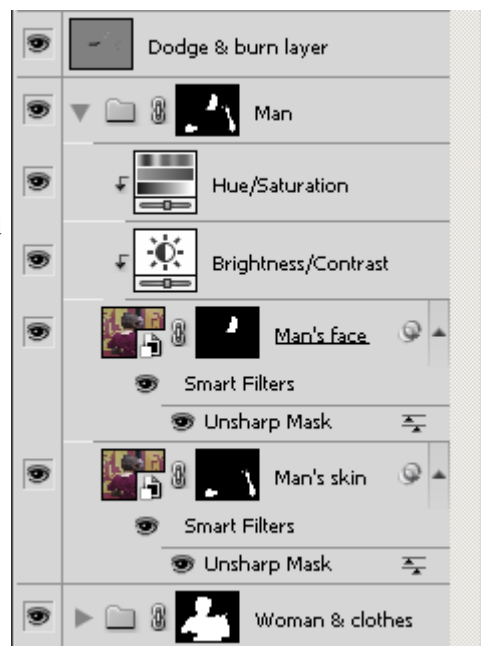 Dodge & burn layer
Man
Hue/Saturation
Brightness/Contrast
Man's face
Smart Filters
Unsharp Mask
Man's skin
Smart Filters
Unsharp Mask
Woman & clothes